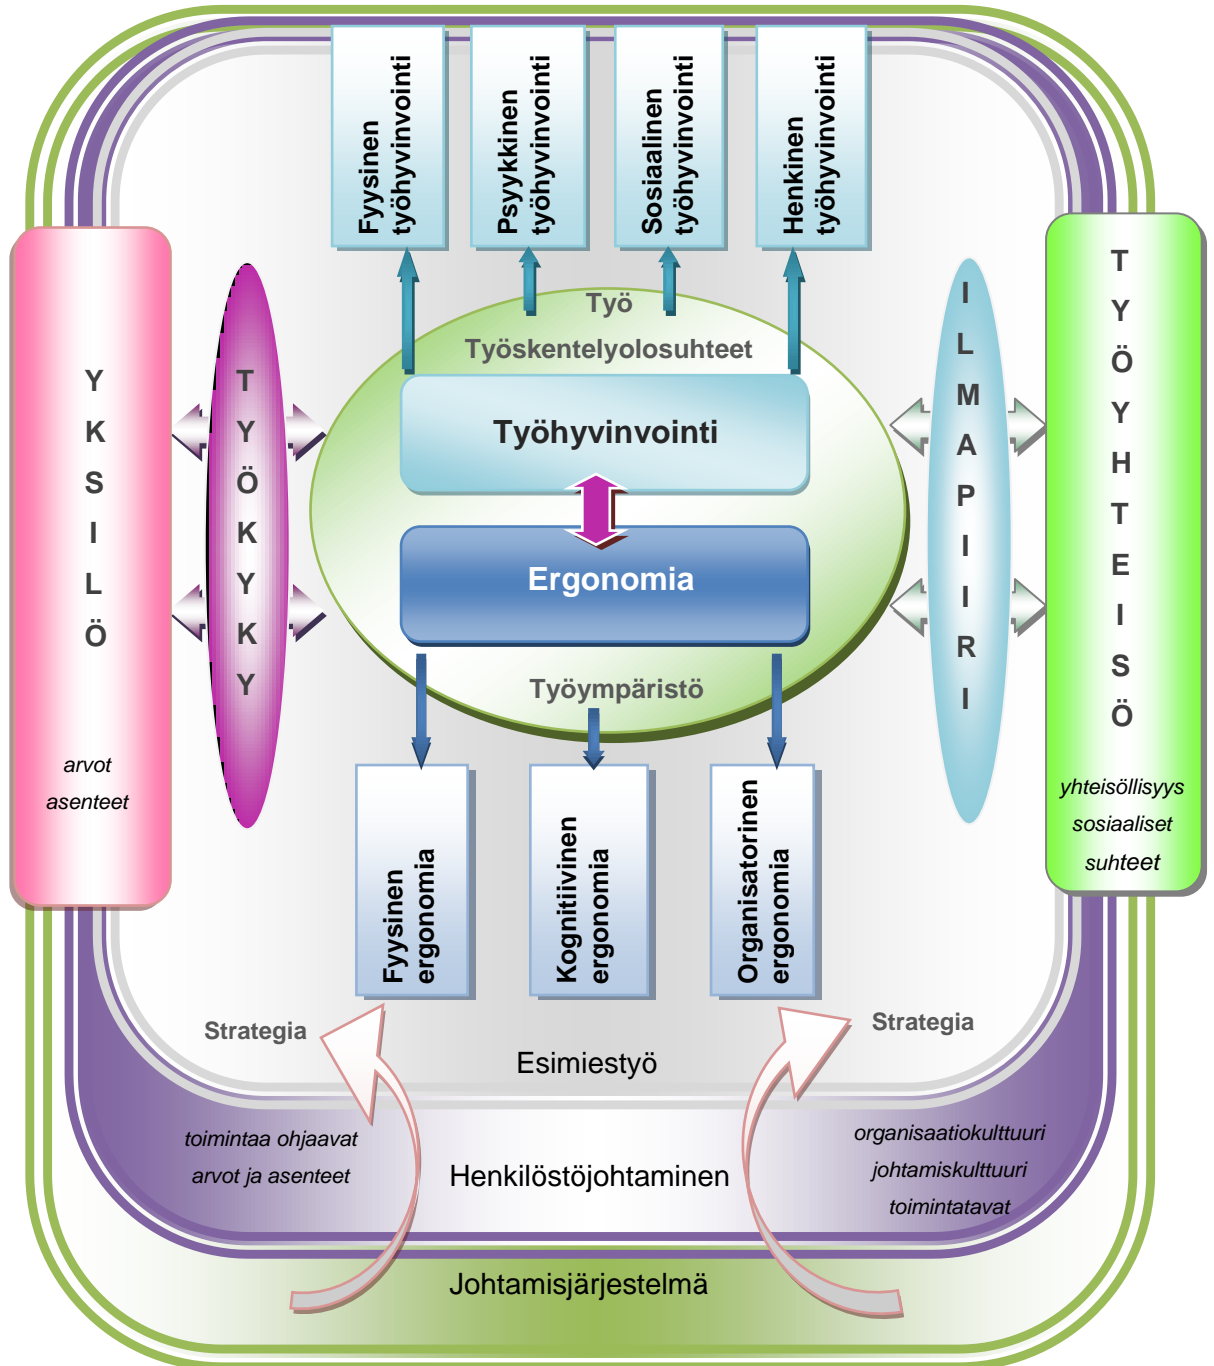 Fyysinen
työhyvinvointi
Psyykkinen
työhyvinvointi
Sosiaalinen
työhyvinvointi
Henkinen
työhyvinvointi
YKSILÖ
arvot
asenteet
TYÖKYKY
Työ
Työskentelyolosuhteet
Työhyvinvointi
Ergonomia
Työympäristö
ILMAPIIRI
TYÖYHTEISÖ
yhteisöllisyys
sosiaaliset
suhteet
Fyysinen
ergonomia
Kognitiivinen
ergonomia
Organisatorinen
ergonomia
Strategia
Strategia
Esimiestyö
toimintaa ohjaavat
arvot ja asenteet
Henkilöstöjohtaminen
organisaatiokulttuuri
johtamiskulttuuri
toimintatavat
Johtamisjärjestelmä